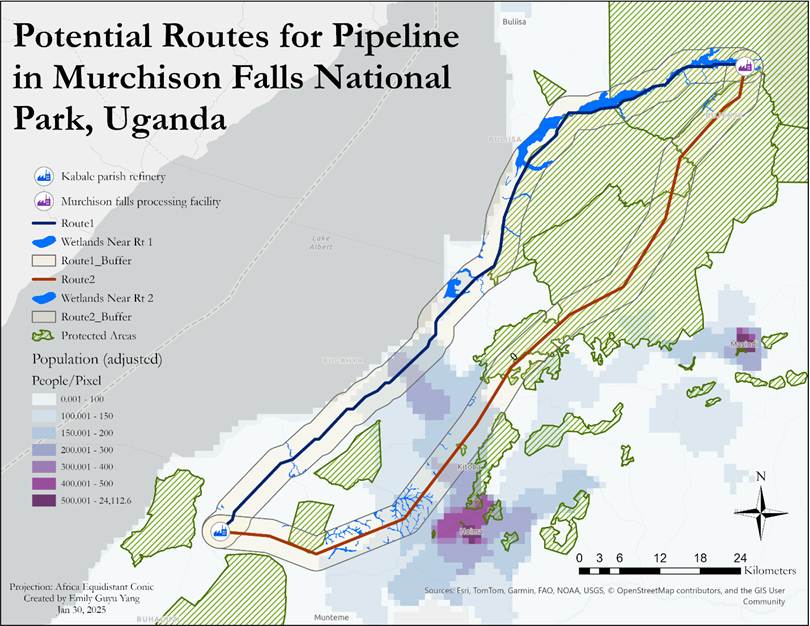 Potential Routes for Pipeline
in Murchison Falls National
Park, Uganda
Kabale parish refinery
Murchison falls processing facility
Route1
Wetlands Near Rt 1
Route1_Buffer
Route2
Wetlands Near Rt 2
Route2_Buffer
Protected Areas
Population (adjusted)
People/Pixel
0.001 - 100
100.001 - 150
150.001 - 200
200.001 - 300
300.001 - 400
400.001 - 500
500.001 - 24,112.6
Buliisa
BULIISA
Lake
Albert
Masindi
Hoima
N
0 3 6 12 18 24
Kilometers
Projection: Africa Equidistant Conic
Created by Emily Guyu Yang
Jan 30, 2025
Munteme
Sources: Esri, TomTom, Garmin, FAO, NOAA, USGS, © OpenStreetMap contributors, and the GIS User
Community